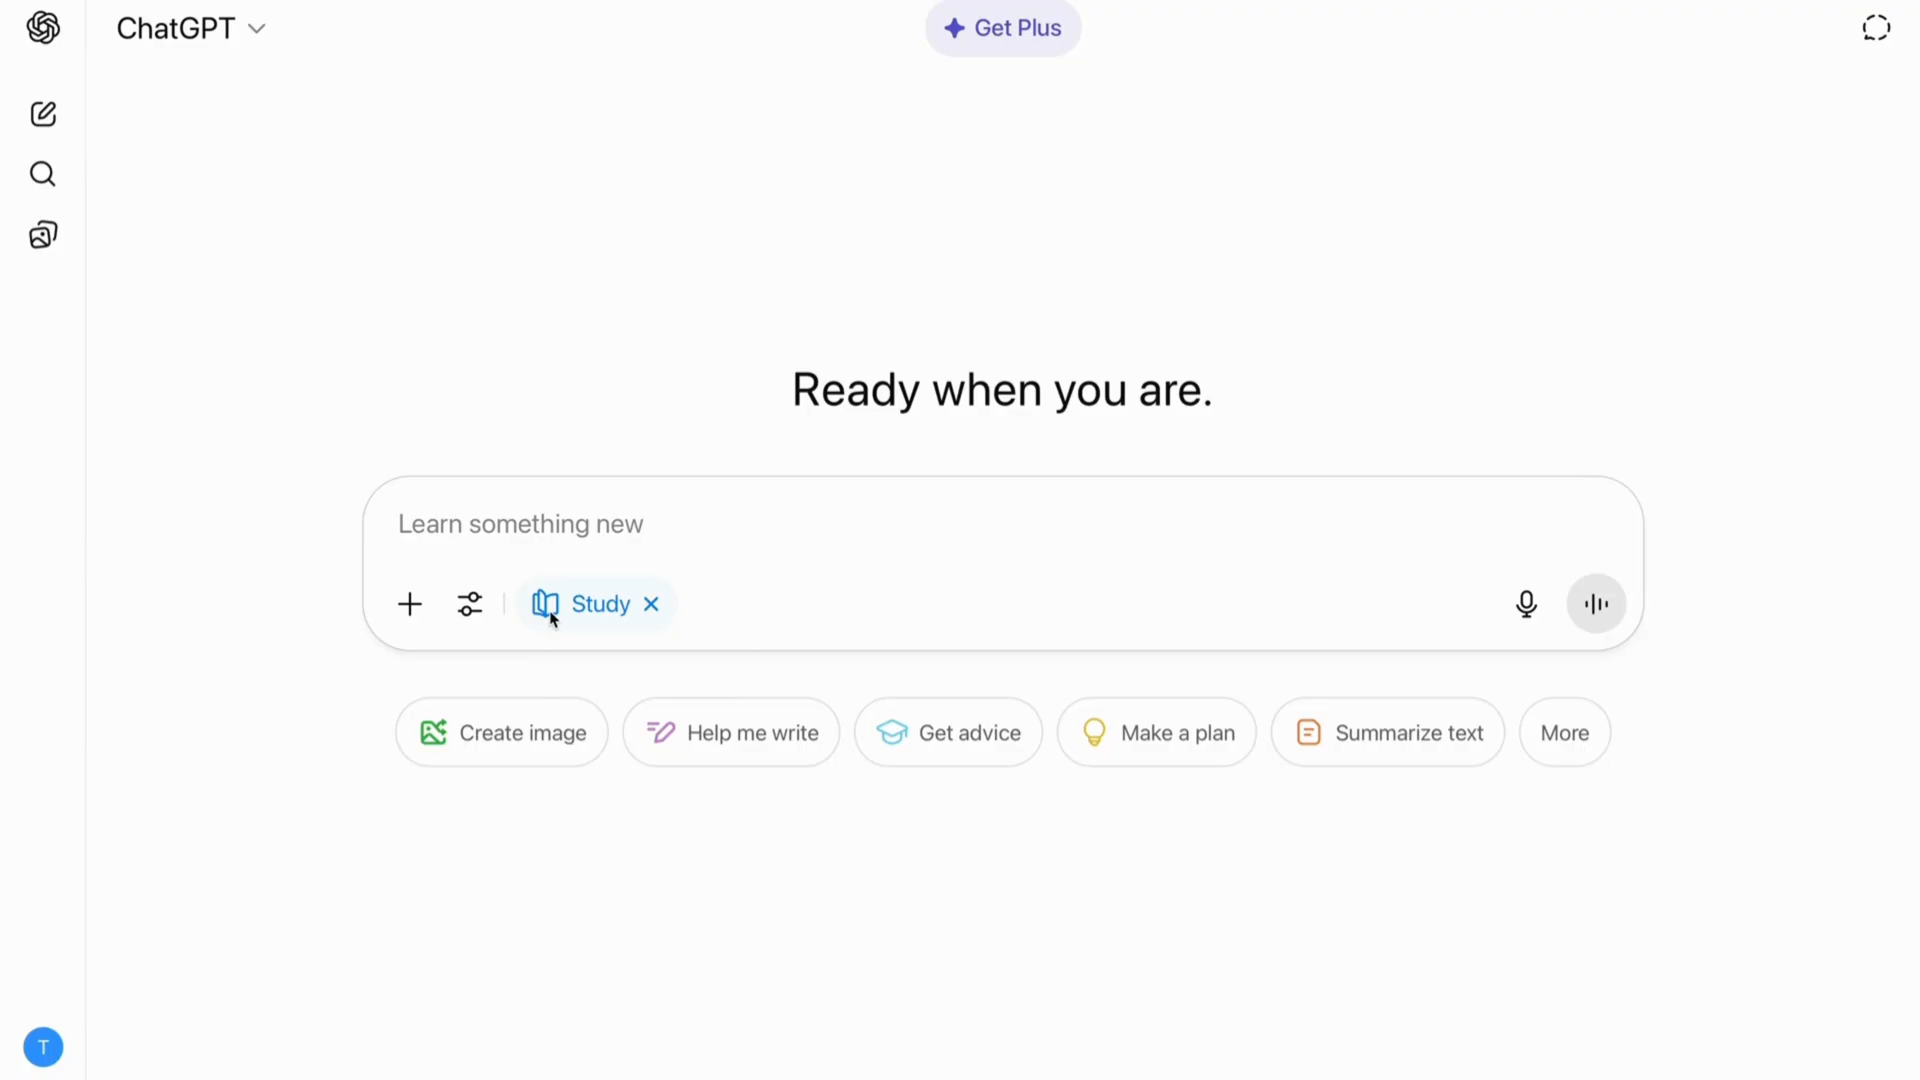 ChatGPT
Get Plus
Ready when you are.
Learn something new
Study
Create image
Help me write
Get advice
Make a plan
Summarize text
More
T